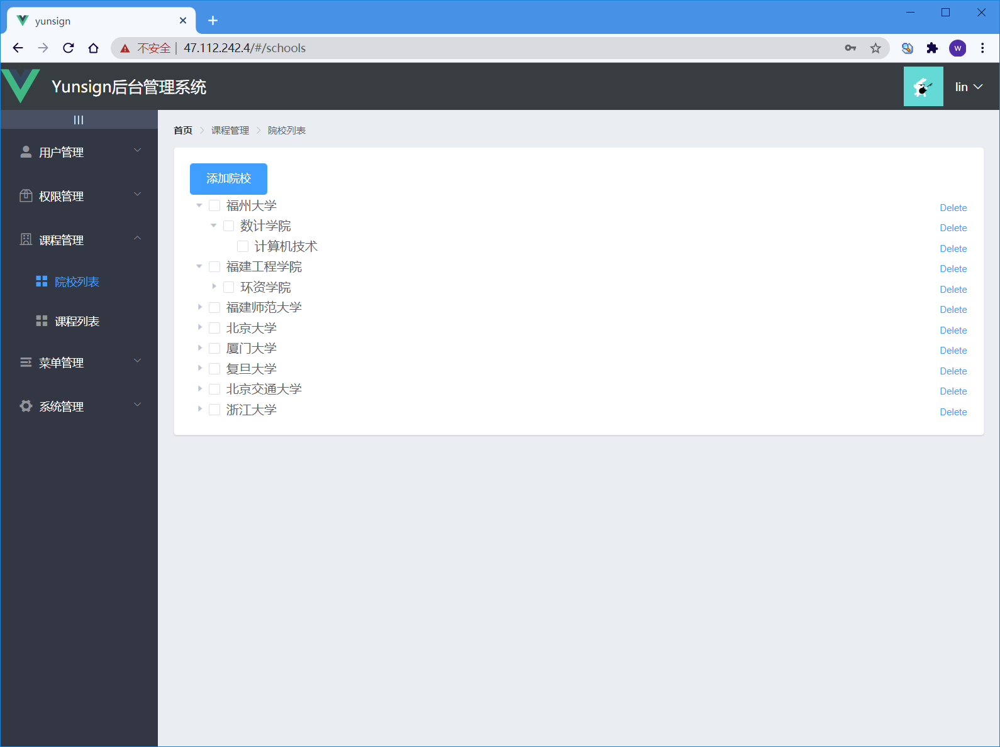 yunsign
不安全 | 47.112.242.4/#/schools
W
Yunsign后台管理系统
lin
首页 课程管理 院校列表
用户管理
权限管理
课程管理
院校列表
课程列表
菜单管理
系统管理
添加院校
福州大学 Delete
数计学院 Delete
计算机技术 Delete
福建工程学院 Delete
环资学院 Delete
福建师范大学 Delete
北京大学 Delete
厦门大学 Delete
复旦大学 Delete
北京交通大学 Delete
浙江大学 Delete